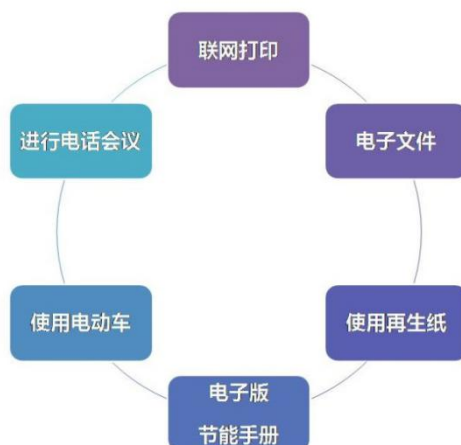 联网打印
电子文件
使用再生纸
电子版
节能手册
使用电动车
进行电话会议